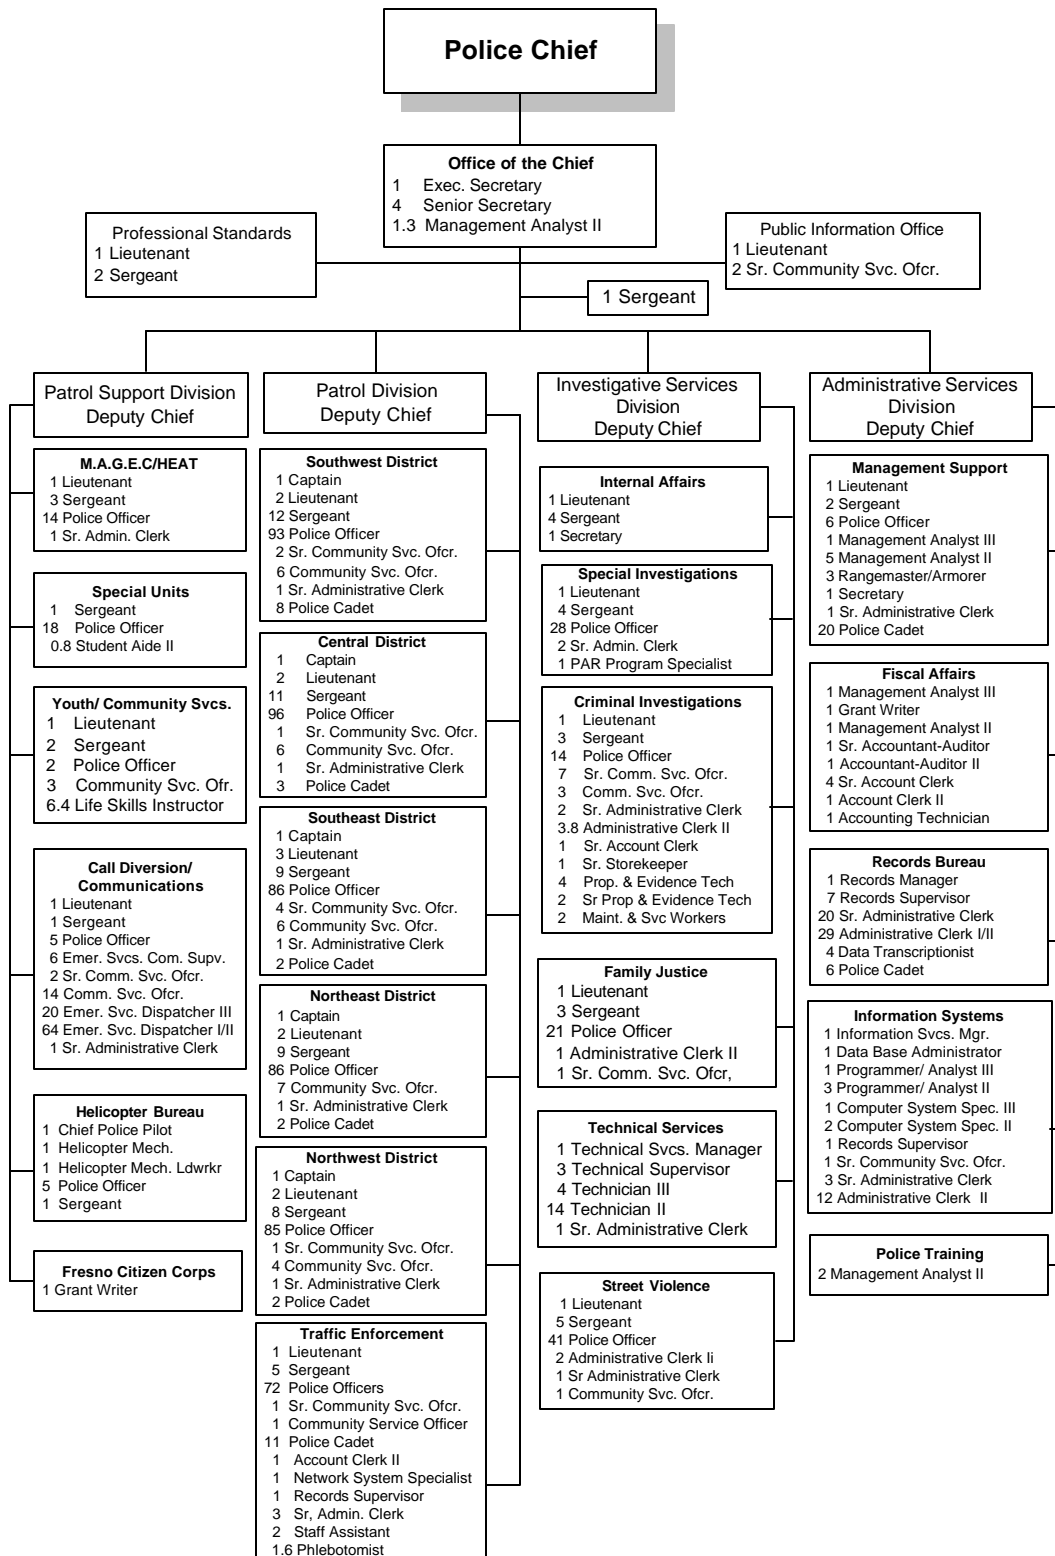 Police Chief
Office of the Chief
1 Exec. Secretary
4 Senior Secretary
1.3 Management Analyst II
Professional Standards
1 Lieutenant
2 Sergeant
Public Information Office
1 Lieutenant
2 Sr. Community Svc. Ofcr.
1 Sergeant
Patrol Support Division
Deputy Chief
M.A.G.E.C/HEAT
1 Lieutenant
3 Sergeant
14 Police Officer
1 Sr. Admin. Clerk
Special Units
1 Sergeant
18 Police Officer
0.8 Student Aide II
Youth/ Community Svcs.
1 Lieutenant
2 Sergeant
2 Police Officer
3 Community Svc. Ofr.
6.4 Life Skills Instructor
Call Diversion/
Communications
1 Lieutenant
1 Sergeant
5 Police Officer
6 Emer. Svcs. Com. Supv.
2 Sr. Comm. Svc. Ofcr.
14 Comm. Svc. Ofcr.
20 Emer. Svc. Dispatcher III
64 Emer. Svc. Dispatcher I/II
1 Sr. Administrative Clerk
Helicopter Bureau
1 Chief Police Pilot
1 Helicopter Mech.
1 Helicopter Mech. Ldwrkr
5 Police Officer
1 Sergeant
Fresno Citizen Corps
1 Grant Writer
Patrol Division
Deputy Chief
Southwest District
1 Captain
2 Lieutenant
12 Sergeant
93 Police Officer
2 Sr. Community Svc. Ofcr.
6 Community Svc. Ofcr.
1 Sr. Administrative Clerk
8 Police Cadet
Central District
1 Captain
2 Lieutenant
11 Sergeant
96 Police Officer
1 Sr. Community Svc. Ofcr.
6 Community Svc. Ofcr.
1 Sr. Administrative Clerk
3 Police Cadet
Southeast District
1 Captain
3 Lieutenant
9 Sergeant
86 Police Officer
4 Sr. Community Svc. Ofcr.
6 Community Svc. Ofcr.
1 Sr. Administrative Clerk
2 Police Cadet
Northeast District
1 Captain
2 Lieutenant
9 Sergeant
86 Police Officer
7 Community Svc. Ofcr.
1 Sr. Administrative Clerk
2 Police Cadet
Northwest District
1 Captain
2 Lieutenant
8 Sergeant
85 Police Officer
1 Sr. Community Svc. Ofcr.
4 Community Svc. Ofcr.
1 Sr. Administrative Clerk
2 Police Cadet
Traffic Enforcement
1 Lieutenant
5 Sergeant
72 Police Officers
1 Sr. Community Svc. Ofcr.
1 Community Service Officer
11 Police Cadet
1 Account Clerk II
1 Network System Specialist
1 Records Supervisor
3 Sr, Admin. Clerk
2 Staff Assistant
1.6 Phlebotomist
Investigative Services
Division
Deputy Chief
Internal Affairs
1 Lieutenant
4 Sergeant
1 Secretary
Special Investigations
1 Lieutenant
4 Sergeant
28 Police Officer
2 Sr. Admin. Clerk
1 PAR Program Specialist
Criminal Investigations
1 Lieutenant
3 Sergeant
14 Police Officer
7 Sr. Comm. Svc. Ofcr.
3 Comm. Svc. Ofcr.
2 Sr. Administrative Clerk
3.8 Administrative Clerk II
1 Sr. Account Clerk
1 Sr. Storekeeper
4 Prop. & Evidence Tech
2 Sr Prop & Evidence Tech
2 Maint. & Svc Workers
Family Justice
1 Lieutenant
3 Sergeant
21 Police Officer
1 Administrative Clerk II
1 Sr. Comm. Svc. Ofcr,
Technical Services
1 Technical Svcs. Manager
3 Technical Supervisor
4 Technician III
14 Technician II
1 Sr. Administrative Clerk
Street Violence
1 Lieutenant
5 Sergeant
41 Police Officer
2 Administrative Clerk Ii
1 Sr Administrative Clerk
1 Community Svc. Ofcr.
Administrative Services
Division
Deputy Chief
Management Support
1 Lieutenant
2 Sergeant
6 Police Officer
1 Management Analyst III
5 Management Analyst II
3 Rangemaster/Armorer
1 Secretary
1 Sr. Administrative Clerk
20 Police Cadet
Fiscal Affairs
1 Management Analyst III
1 Grant Writer
1 Management Analyst II
1 Sr. Accountant-Auditor
1 Accountant-Auditor II
4 Sr. Account Clerk
1 Account Clerk II
1 Accounting Technician
Records Bureau
1 Records Manager
7 Records Supervisor
20 Sr. Administrative Clerk
29 Administrative Clerk I/II
4 Data Transcriptionist
6 Police Cadet
Information Systems
1 Information Svcs. Mgr.
1 Data Base Administrator
1 Programmer/ Analyst III
3 Programmer/ Analyst II
1 Computer System Spec. III
2 Computer System Spec. II
1 Records Supervisor
1 Sr. Community Svc. Ofcr.
3 Sr. Administrative Clerk
12 Administrative Clerk II
Police Training
2 Management Analyst II